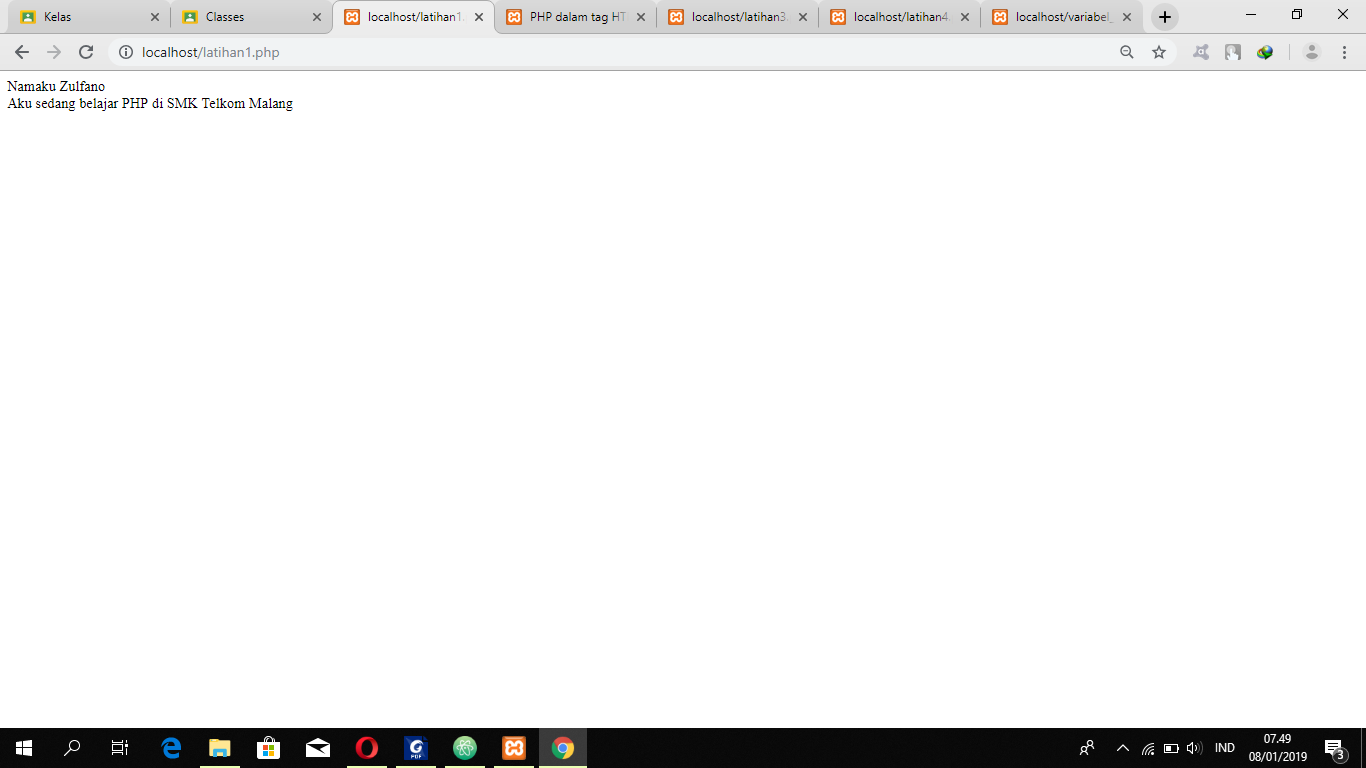 Kelas
Classes
localhost/latihan1.
PHP dalam tag HT
localhost/latihan3.
localhost/latihan4.
localhost/variabel_
localhost/latihan1.php
Namaku Zulfano
Aku sedang belajar PHP di SMK Telkom Malang
PDF
IND
07.49
08/01/2019
3